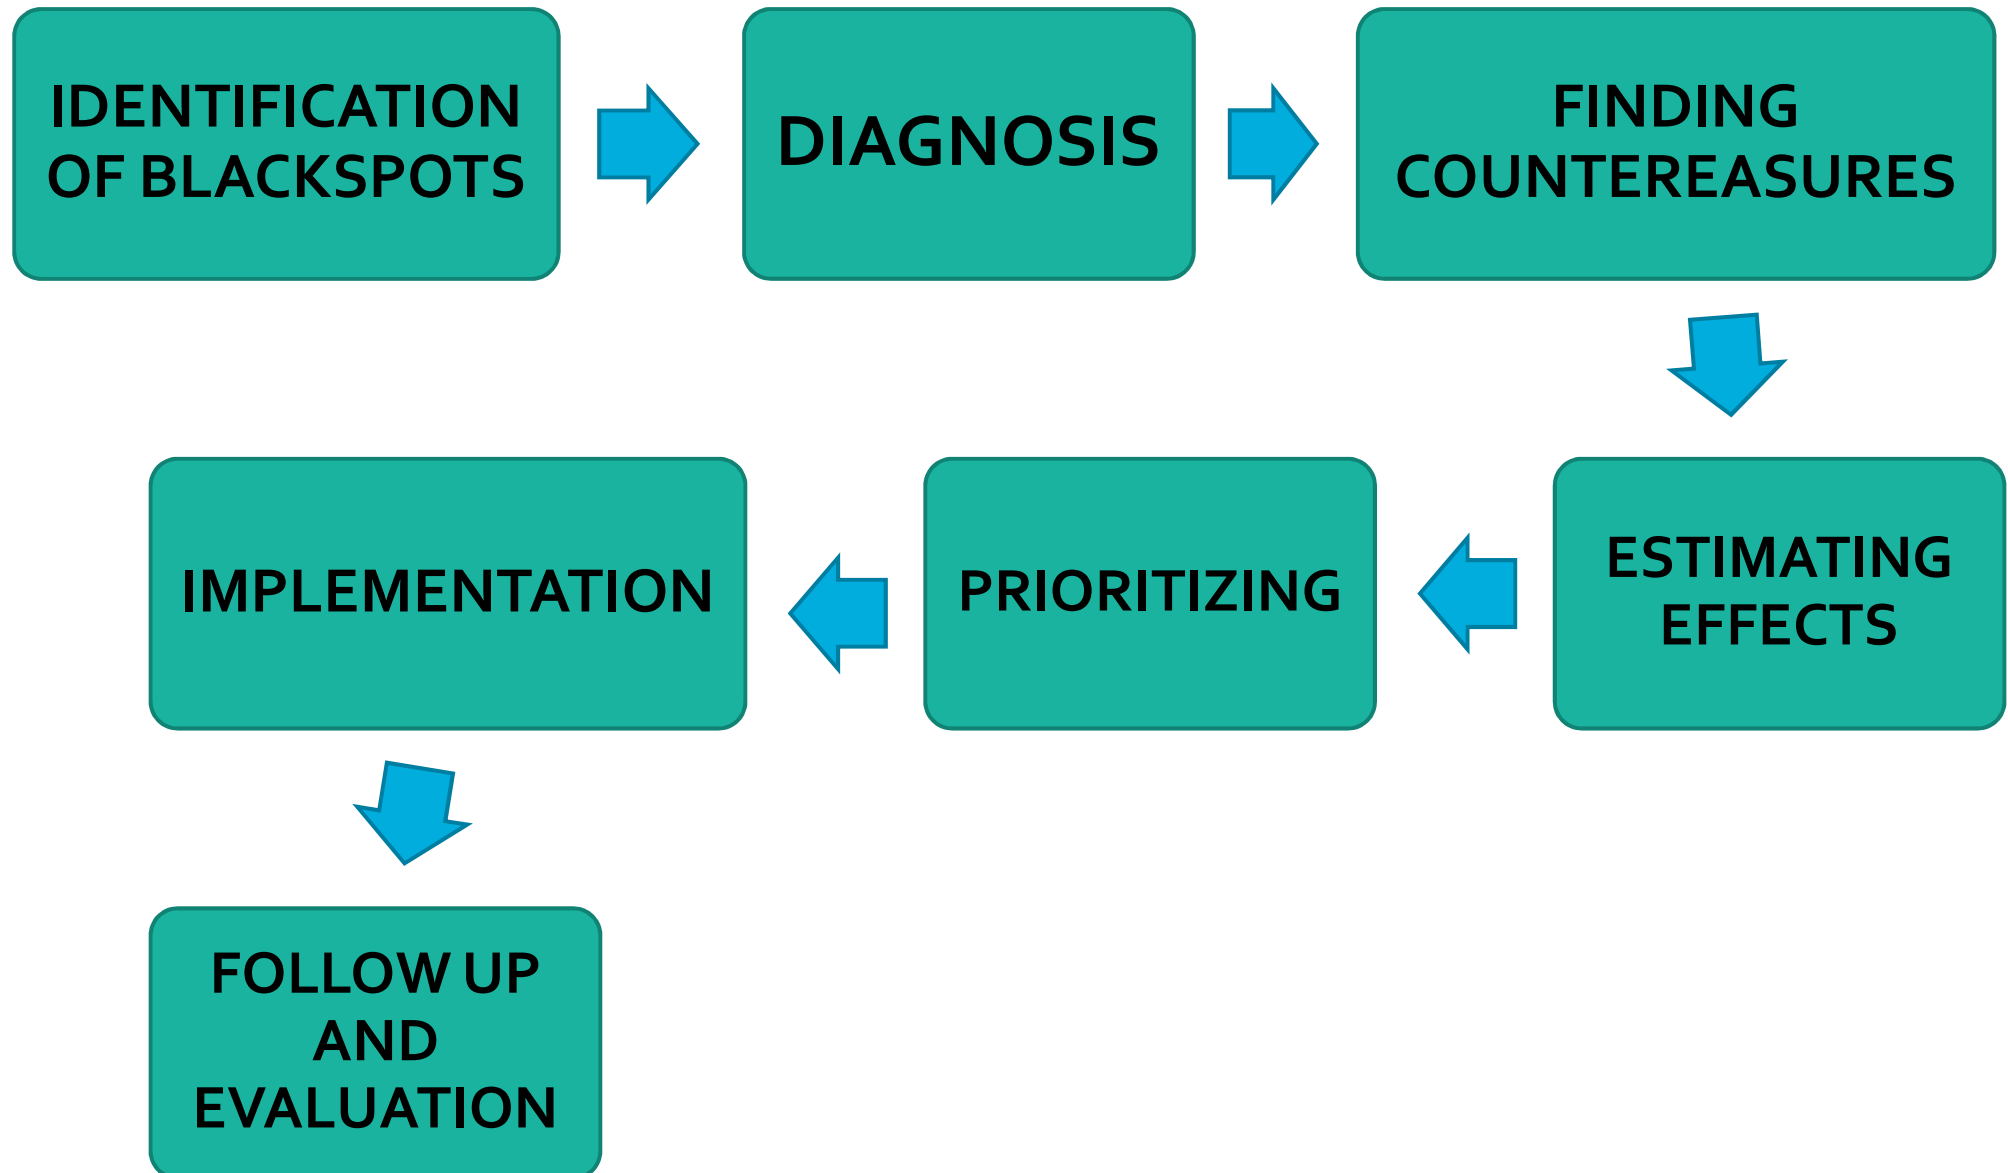 IDENTIFICATION
OF BLACKSPOTS
DIAGNOSIS
FINDING
COUNTEREASURES
ESTIMATING
EFFECTS
PRIORITIZING
IMPLEMENTATION
FOLLOW UP
AND
EVALUATION